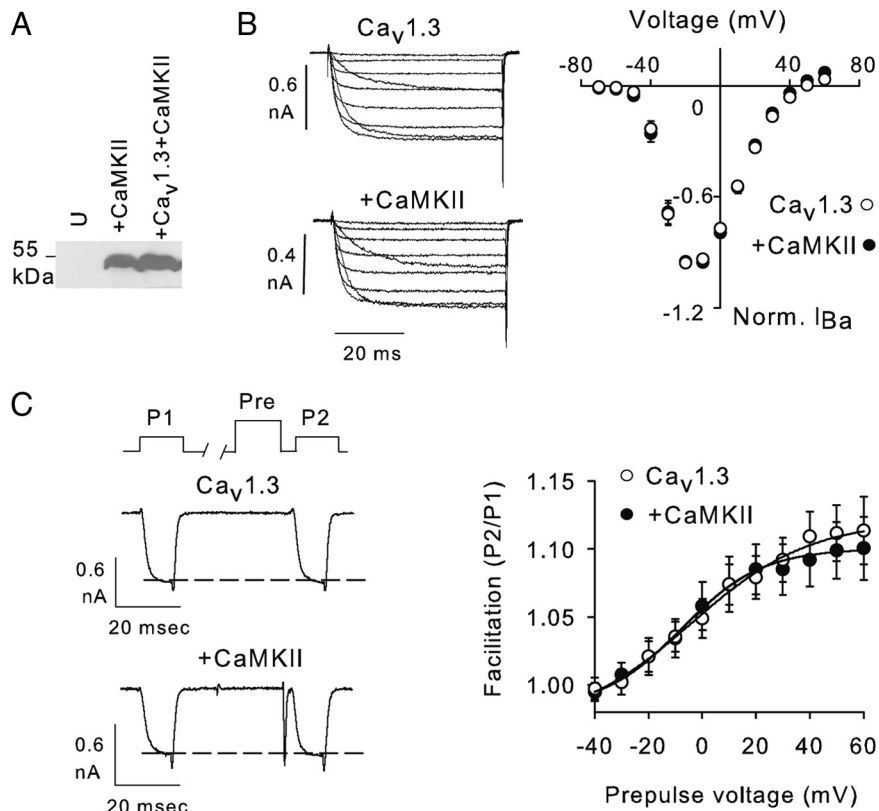 A
U
+CaMKII
+Cav1.3+CaMKII
55
kDa
B
Cav1.3
0.6
nA
+CaMKII
0.4
nA
20 ms
Voltage (mV)
-80 -40 40 80
0
-0.6
-1.2
Cav1.3
+CaMKII
Norm. IBa
C
P1 Pre P2
Cav1.3
0.6
nA
20 msec
+CaMKII
0.6
nA
20 msec
Facilitation (P2/P1)
1.15
1.10
1.05
1.00
Cav1.3
+CaMKII
-40 -20 0 20 40 60
Prepulse voltage (mV)